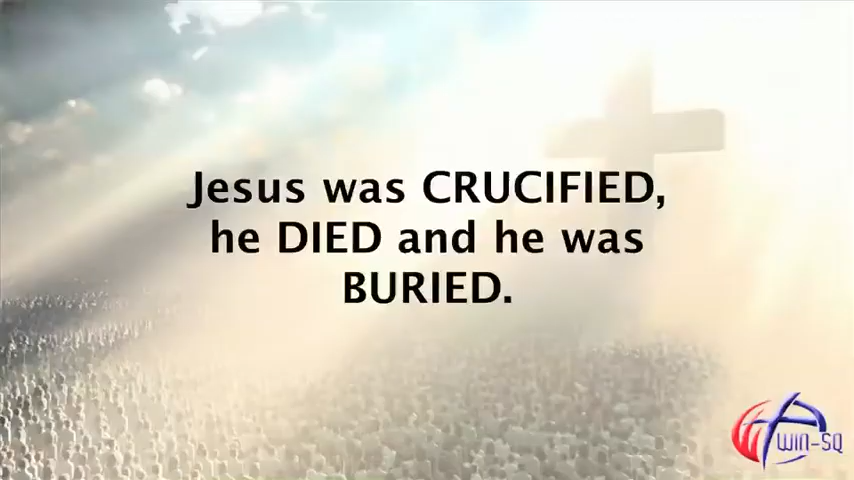 Jesus was CRUCIFIED,
he DIED and he was
BURIED.
WIN-SQ